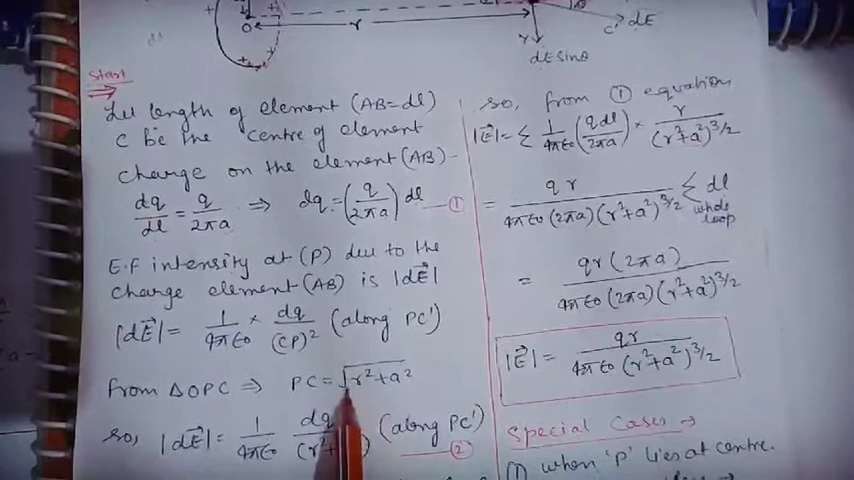 O
r
r
c'
dE
dE sinθ
Start
Let length of element (AB=dl)
C be the centre of element
charge on the element (AB)-
dq/dl = q/2πa ⇒ dq = (q/2πa) dl —①
E.F intensity at (P) due to the
charge element (AB) is |dE⃗|
|dE⃗| = 1/4πε0 × dq/(CP)² (along PC')
from ΔOPC ⇒ PC = √r²+a²
so, |dE⃗| = 1/4πε0 dq/(r²+ ) (along PC') —②
so, from ① equation
|E⃗| = Σ 1/4πε0 (qdl/2πa) × r/(r²+a²)^3/2
= qr/4πε0 (2πa)(r²+a²)^3/2 Σ dl whole loop
= qr(2πa)/4πε0 (2πa)(r²+a²)^3/2
|E⃗| = qr/4πε0 (r²+a²)^3/2
Special Cases →
① when 'P' lies at centre.